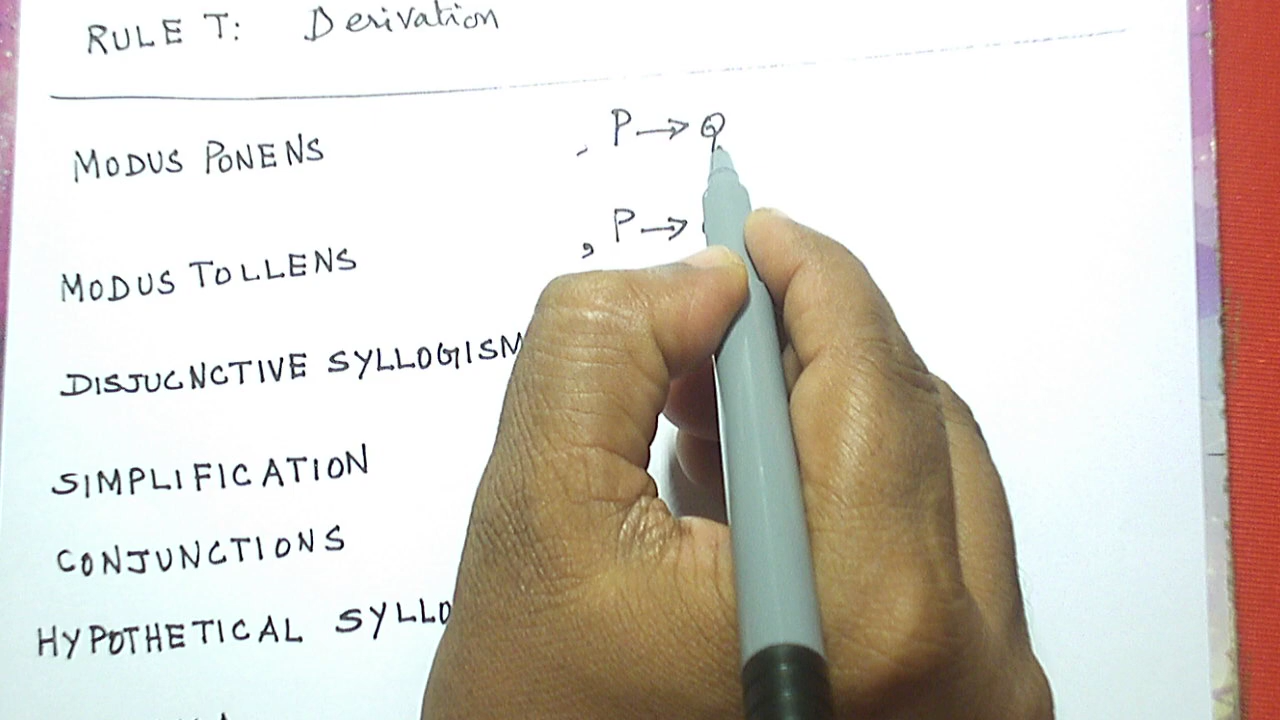 RULE T: Derivation
MODUS PONENS , P → Q
MODUS TOLLENS , P →
DISJUCNCTIVE SYLLOGISM
SIMPLIFICATION
CONJUNCTIONS
HYPOTHETICAL SYLLO